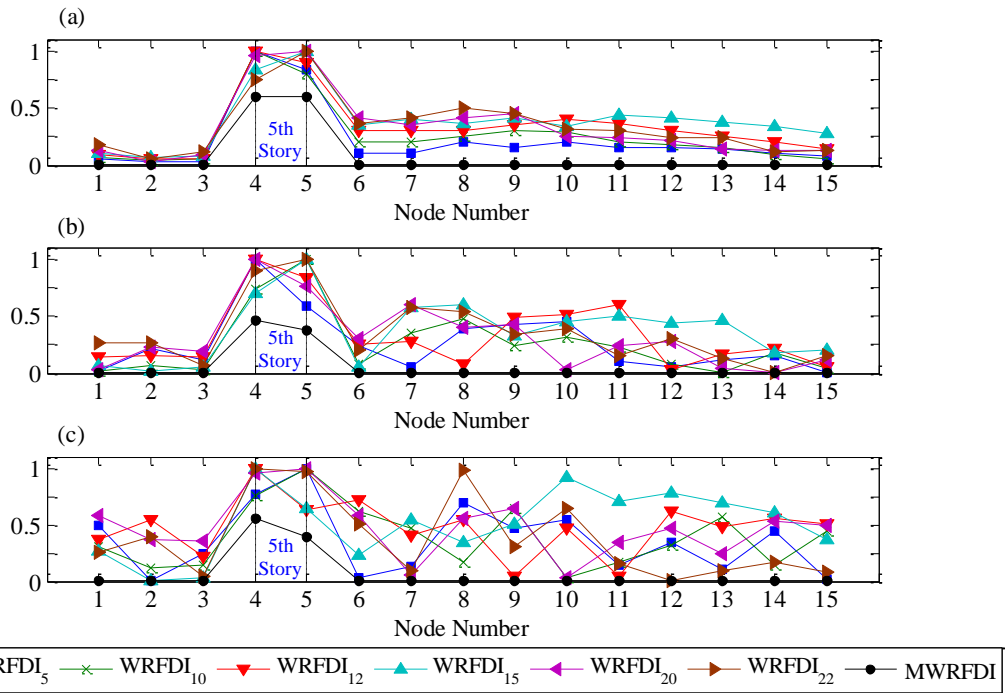 (a)
1
0.5
0
5th
Story
1 2 3 4 5 6 7 8 9 10 11 12 13 14 15
Node Number
(b)
1
0.5
0
5th
Story
1 2 3 4 5 6 7 8 9 10 11 12 13 14 15
Node Number
(c)
1
0.5
0
5th
Story
1 2 3 4 5 6 7 8 9 10 11 12 13 14 15
Node Number
RFDI5 WRFDI10 WRFDI12 WRFDI15 WRFDI20 WRFDI22 MWRFDI